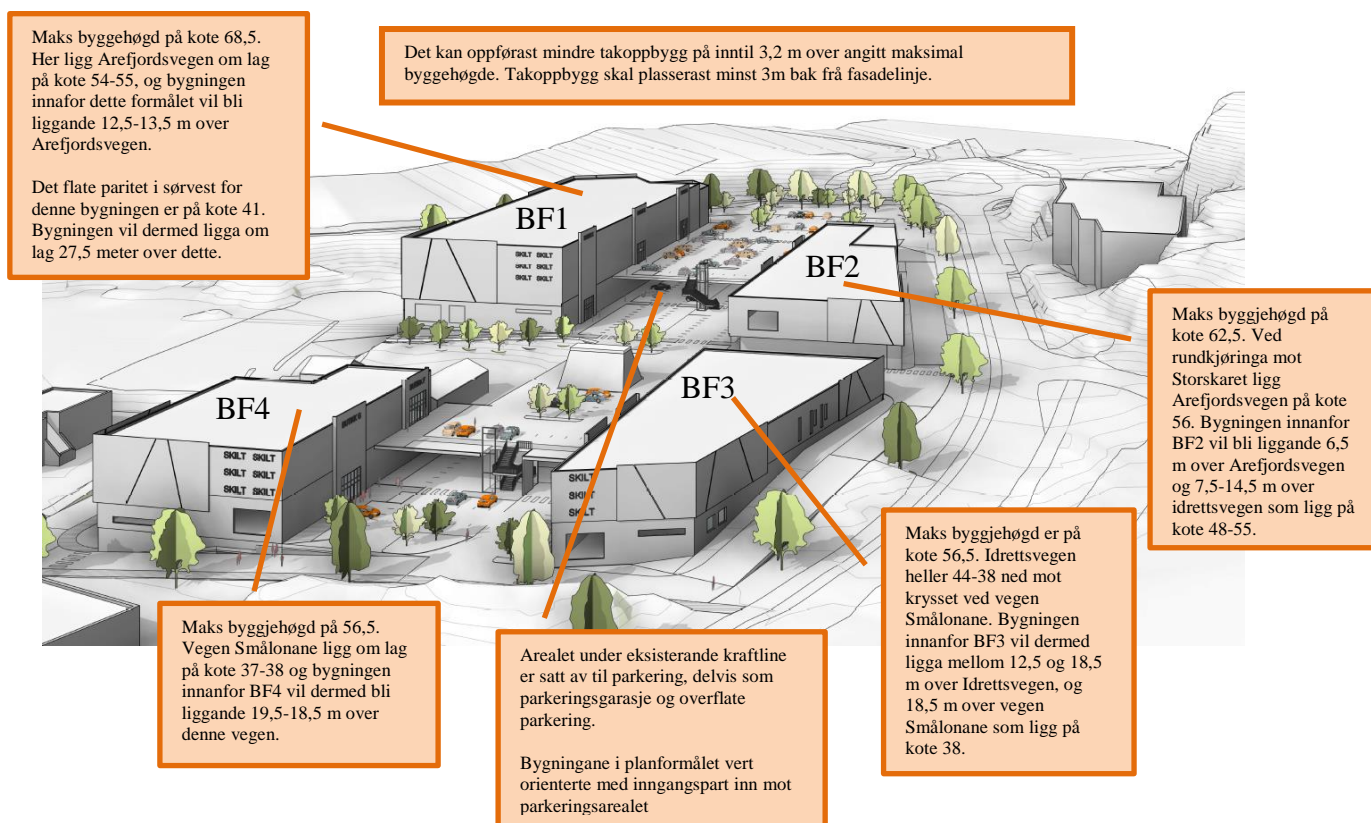 Maks byggehøgd på kote 68,5.
Her ligg Arefjordsvegen om lag
på kote 54-55, og bygningen
innafor dette formålet vil bli
liggande 12,5-13,5 m over
Arefjordsvegen.
Det flate paritet i sørvest for
denne bygningen er på kote 41.
Bygningen vil dermed ligga om
lag 27,5 meter over dette.
Det kan oppførast mindre takoppbygg på inntil 3,2 m over angitt maksimal
byggehøgde. Takoppbygg skal plasserast minst 3m bak frå fasadelinje.
BF1
SKILT SKILT
SKILT SKILT
SKILT SKILT
BF2
BF3
SKILT
SKILT
SKILT
BF4
SKILT SKILT
SKILT SKILT
SKILT SKILT
Maks byggjehøgd på
kote 62,5. Ved
rundkjøringa mot
Storskaret ligg
Arefjordsvegen på kote
56. Bygningen innanfor
BF2 vil bli liggande 6,5
m over Arefjordsvegen
og 7,5-14,5 m over
idrettsvegen som ligg på
kote 48-55.
Maks byggjehøgd på 56,5.
Vegen Smålonane ligg om lag
på kote 37-38 og bygningen
innanfor BF4 vil dermed bli
liggande 19,5-18,5 m over
denne vegen.
Arealet under eksisterande kraftline
er satt av til parkering, delvis som
parkeringsgarasje og overflate
parkering.
Bygningane i planformålet vert
orienterte med inngangspart inn mot
parkeringsarealet
Maks byggjehøgd er på
kote 56,5. Idrettsvegen
heller 44-38 ned mot
krysset ved vegen
Smålonane. Bygningen
innanfor BF3 vil dermed
ligga mellom 12,5 og 18,5
m over Idrettsvegen, og
18,5 m over vegen
Smålonane som ligg på
kote 38.